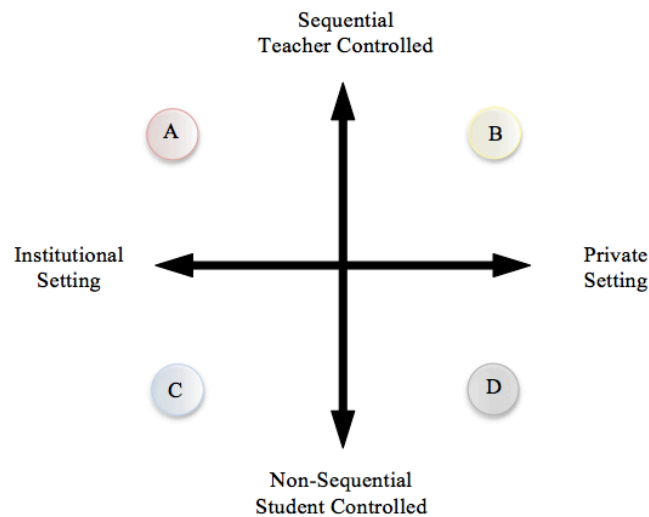 Sequential
Teacher Controlled
A
B
Institutional
Setting
Private
Setting
C
D
Non-Sequential
Student Controlled